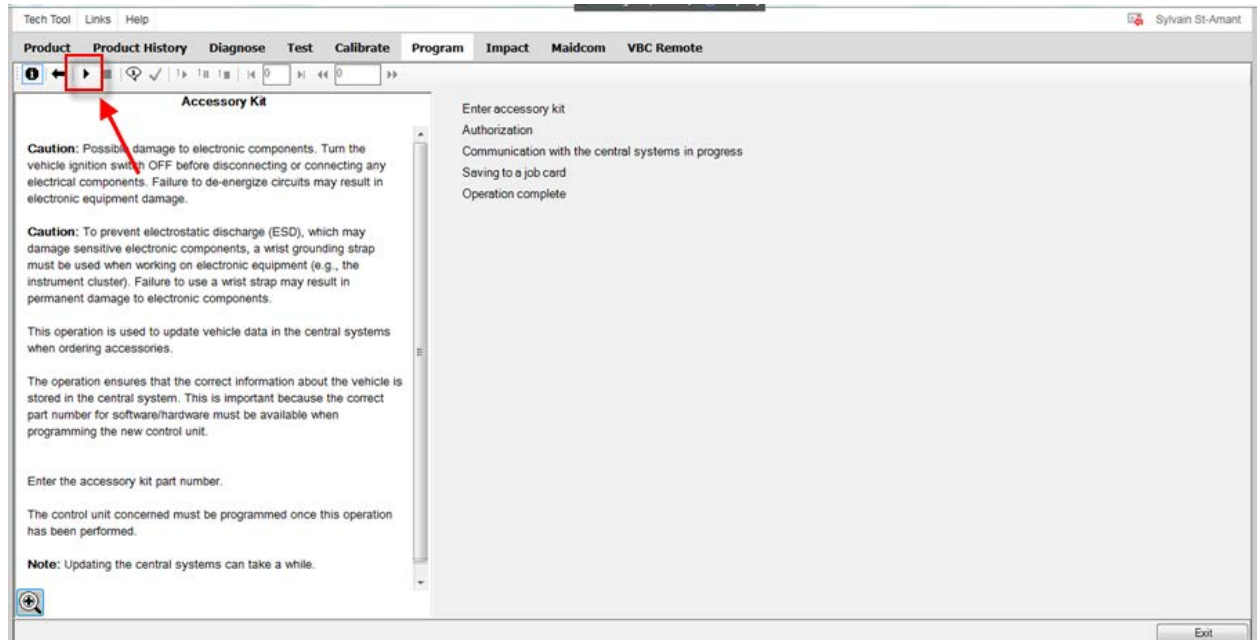 Tech Tool Links Help Sylvain St-Amant
Product Product History Diagnose Test Calibrate Program Impact Maidcom VBC Remote
0 0
Accessory Kit
Caution: Possible damage to electronic components. Turn the
vehicle ignition switch OFF before disconnecting or connecting any
electrical components. Failure to de-energize circuits may result in
electronic equipment damage.
Caution: To prevent electrostatic discharge (ESD), which may
damage sensitive electronic components, a wrist grounding strap
must be used when working on electronic equipment (e.g., the
instrument cluster). Failure to use a wrist strap may result in
permanent damage to electronic components.
This operation is used to update vehicle data in the central systems
when ordering accessories.
The operation ensures that the correct information about the vehicle is
stored in the central system. This is important because the correct
part number for software/hardware must be available when
programming the new control unit.
Enter the accessory kit part number.
The control unit concerned must be programmed once this operation
has been performed.
Note: Updating the central systems can take a while.
Enter accessory kit
Authorization
Communication with the central systems in progress
Saving to a job card
Operation complete
Exit